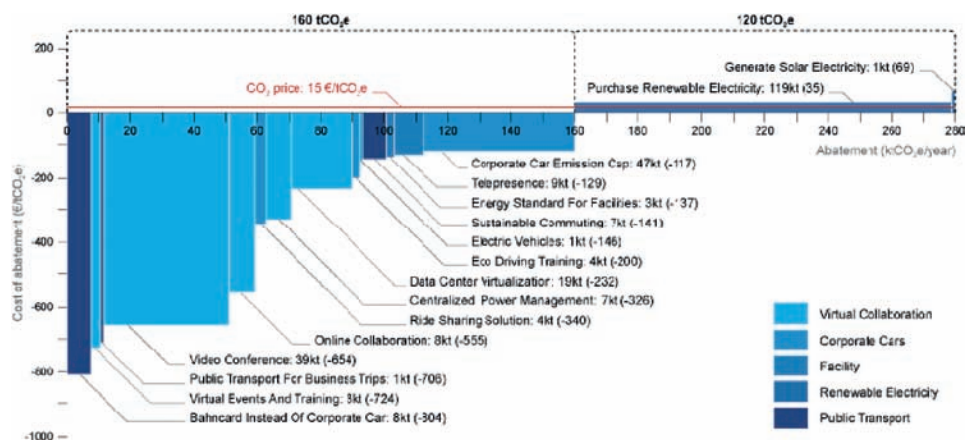 160 tCO₂e
120 tCO₂e
200
Generate Solar Electricity: 1kt (69)
CO₂ price: 15 €/tCO₂e
Purchase Renewable Electricity: 119kt (35)
0
0 20 40 60 80 100 120 140 160 200 220 240 260 280
Abatement (ktCO₂e/year)
Cost of abatement (€/tCO₂e)
-200
-400
-600
-800
-1000
Corporate Car Emission Cap: 47kt (-117)
Telepresence: 9kt (-129)
Energy Standard For Facilities: 3kt (-137)
Sustainable Commuting: 7kt (-141)
Electric Vehicles: 1kt (-146)
Eco Driving Training: 4kt (-200)
Data Center Virtualization: 19kt (-232)
Centralized Power Management: 7kt (-326)
Ride Sharing Solution: 4kt (-340)
Online Collaboration: 8kt (-555)
Video Conference: 39kt (-654)
Public Transport For Business Trips: 1kt (-706)
Virtual Events And Training: (-724)
Bahncard Instead Of Corporate Car: 8kt
Virtual Collaboration
Corporate Cars
Facility
Renewable Electricity
Public Transport